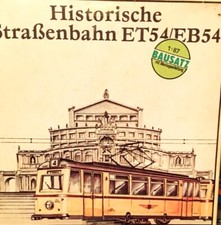 Historische
Straßenbahn ET54/EB54
1:87
BAUSATZ